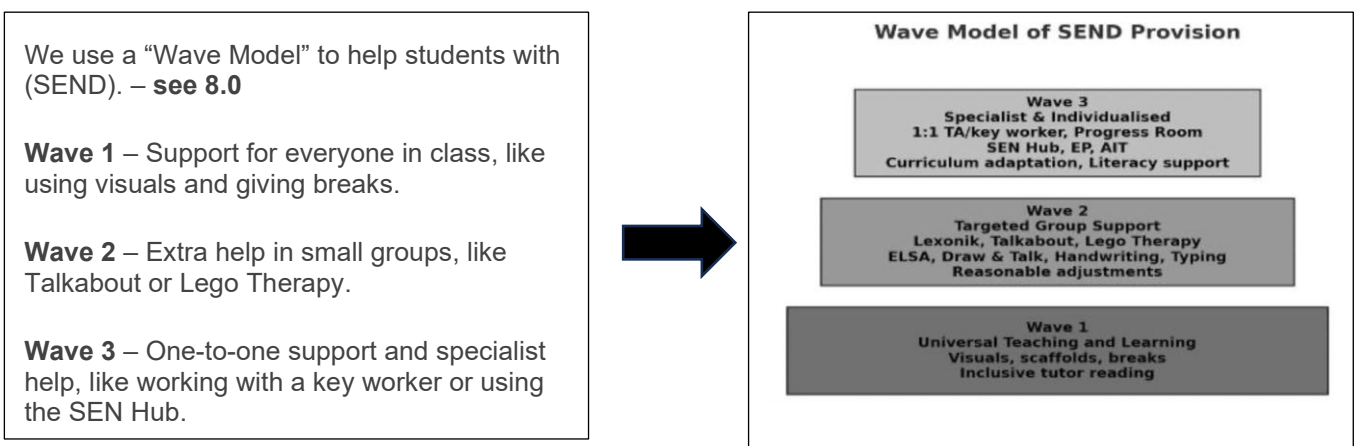 We use a “Wave Model” to help students with
(SEND). – see 8.0
Wave 1 – Support for everyone in class, like
using visuals and giving breaks.
Wave 2 – Extra help in small groups, like
Talkabout or Lego Therapy.
Wave 3 – One-to-one support and specialist
help, like working with a key worker or using
the SEN Hub.
Wave Model of SEND Provision
Wave 3
Specialist & Individualised
1:1 TA/key worker, Progress Room
SEN Hub, EP, AIT
Curriculum adaptation, Literacy support
Wave 2
Targeted Group Support
Lexonik, Talkabout, Lego Therapy
ELSA, Draw & Talk, Handwriting, Typing
Reasonable adjustments
Wave 1
Universal Teaching and Learning
Visuals, scaffolds, breaks
Inclusive tutor reading